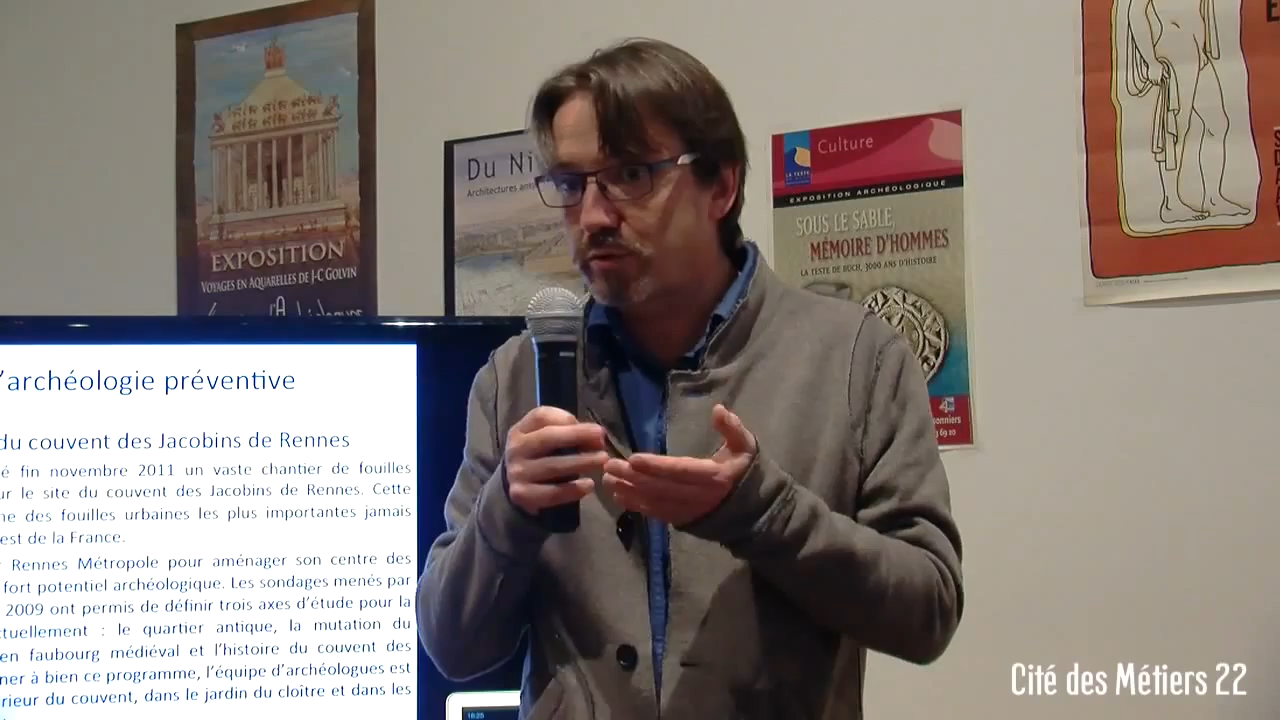 EXPOSITION
VOYAGES EN AQUARELLES DE J-C GOLVIN
Du Ni
Architectures
Culture
LA TESTE
EXPOSITION ARCHÉOLOGIQUE
SOUS LE SABLE,
MÉMOIRE D'HOMMES
LA TESTE DE BUCH, 3000 ANS D'HISTOIRE
sonniers
69 20
'archéologie préventive
du couvent des Jacobins de Rennes
é fin novembre 2011 un vaste chantier de fouilles
ur le site du couvent des Jacobins de Rennes. Cette
ne des fouilles urbaines les plus importantes jamais
est de la France.
r Rennes Métropole pour aménager son centre des
fort potentiel archéologique. Les sondages menés par
2009 ont permis de définir trois axes d'étude pour la
ctuellement : le quartier antique, la mutation du
en faubourg médiéval et l'histoire du couvent des
ner à bien ce programme, l'équipe d'archéologues est
rieur du couvent, dans le jardin du cloître et dans les
Cité des Métiers 22